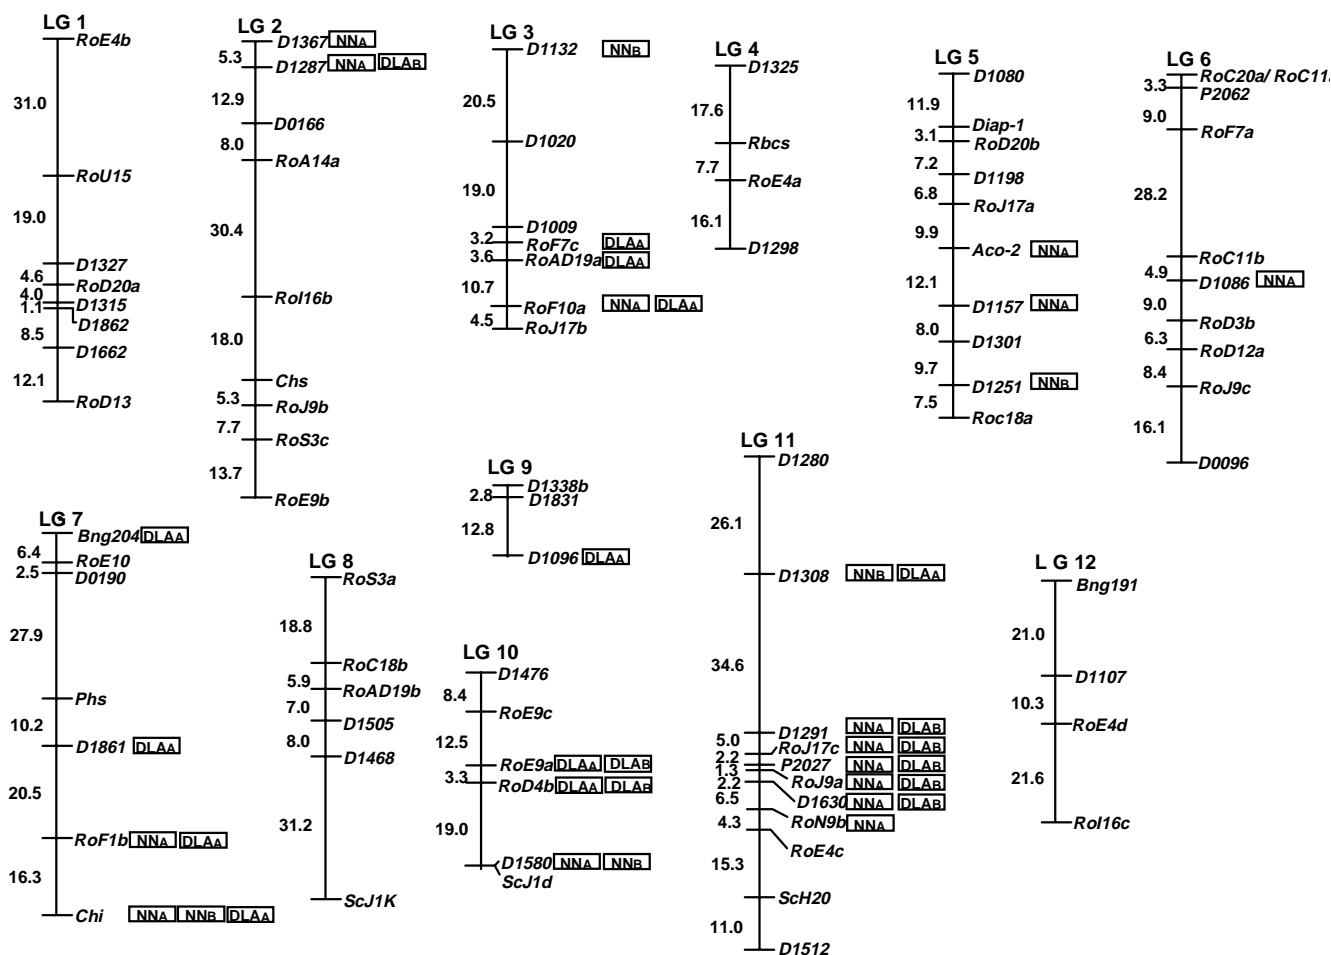 LG 1
RoE4b
31.0
RoU15
19.0
D1327
4.6
RoD20a
4.0
D1315
1.1
D1862
8.5
D1662
12.1
RoD13
LG 2
D1367 NNA
5.3
D1287 NNA DLAB
12.9
D0166
8.0
RoA14a
30.4
RoI16b
18.0
Chs
5.3
RoJ9b
7.7
RoS3c
13.7
RoE9b
LG 3
D1132 NNB
20.5
D1020
19.0
D1009
3.2
RoF7c DLAA
3.6
RoAD19a DLAA
10.7
RoF10a NNA DLAA
4.5
RoJ17b
LG 4
D1325
17.6
Rbcs
7.7
RoE4a
16.1
D1298
LG 5
D1080
11.9
Diap-1
3.1
RoD20b
7.2
D1198
6.8
RoJ17a
9.9
Aco-2 NNA
12.1
D1157 NNA
8.0
D1301
9.7
D1251 NNB
7.5
Roc18a
LG 6
RoC20a/ RoC11
3.3
P2062
9.0
RoF7a
28.2
RoC11b
4.9
D1086 NNA
9.0
RoD3b
6.3
RoD12a
8.4
RoJ9c
16.1
D0096
LG 7
Bng204 DLAA
6.4
RoE10
2.5
D0190
27.9
Phs
10.2
D1861 DLAA
20.5
RoF1b NNA DLAA
16.3
Chi NNA NNB DLAA
LG 8
RoS3a
18.8
RoC18b
5.9
RoAD19b
7.0
D1505
8.0
D1468
31.2
ScJ1K
LG 9
D1338b
2.8
D1831
12.8
D1096 DLAA
LG 10
D1476
8.4
RoE9c
12.5
RoE9a DLAA DLAB
3.3
RoD4b DLAA DLAB
19.0
D1580 NNA NNB
ScJ1d
LG 11
D1280
26.1
D1308 NNB DLAA
34.6
D1291 NNA DLAB
5.0
RoJ17c NNA DLAB
2.2
P2027 NNA DLAB
1.3
RoJ9a NNA DLAB
2.2
D1630 NNA DLAB
6.5
RoN9b NNA
4.3
RoE4c
15.3
ScH20
11.0
D1512
L G 12
Bng191
21.0
D1107
10.3
RoE4d
21.6
RoI16c